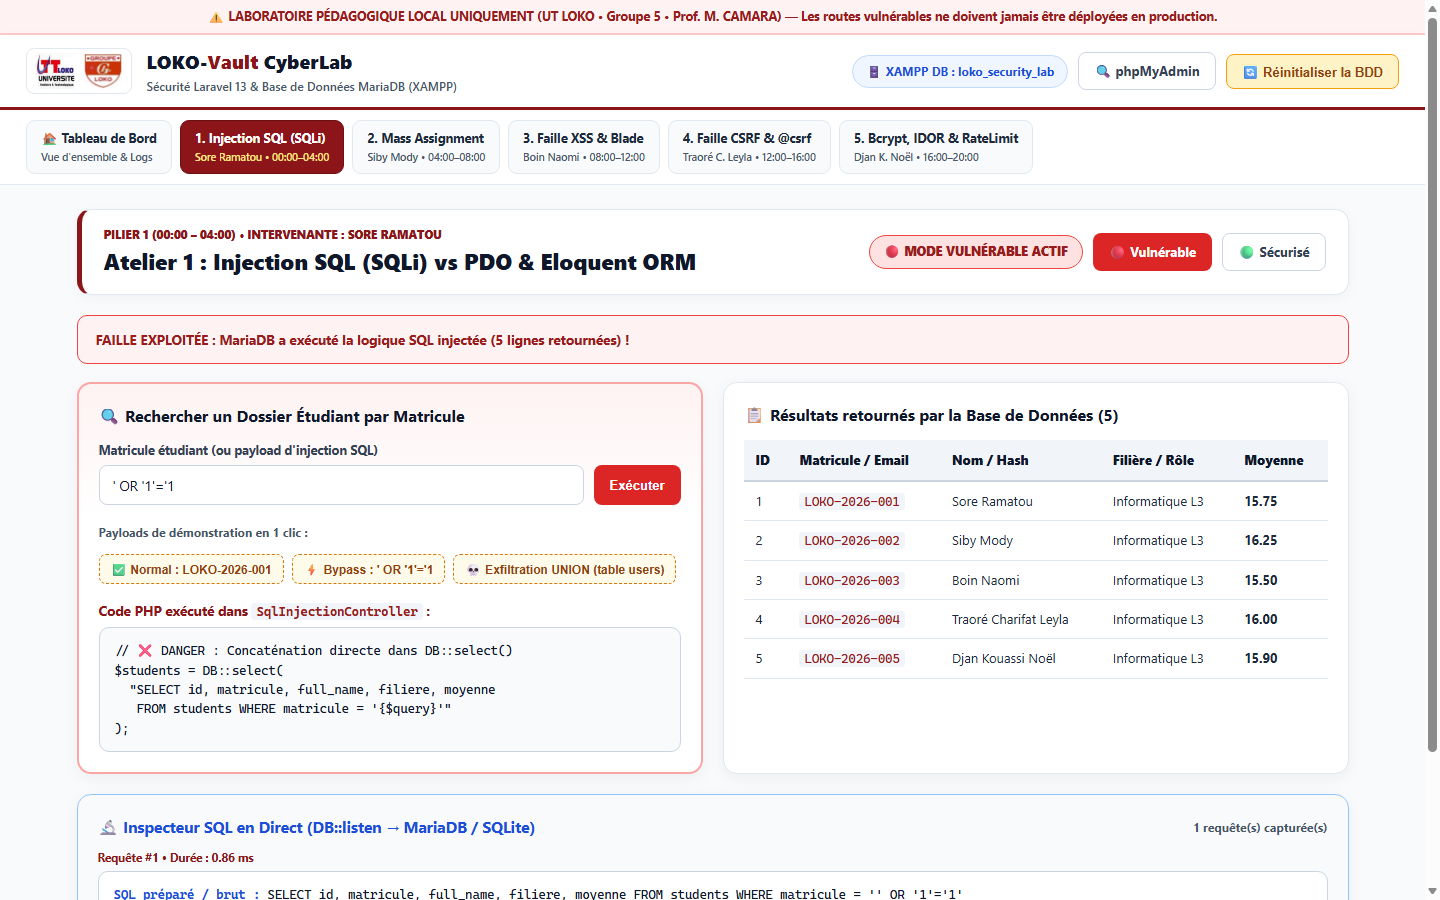 ⚠️ LABORATOIRE PÉDAGOGIQUE LOCAL UNIQUEMENT (UT LOKO • Groupe 5 • Prof. M. CAMARA) — Les routes vulnérables ne doivent jamais être déployées en production.
UT LOKO
UNIVERSITE
GROUPE
LOKO
LOKO-Vault CyberLab
Sécurité Laravel 13 & Base de Données MariaDB (XAMPP)
XAMPP DB : loko_security_lab
phpMyAdmin
Réinitialiser la BDD
Tableau de Bord
Vue d'ensemble & Logs
1. Injection SQL (SQLi)
Sore Ramatou • 00:00–04:00
2. Mass Assignment
Siby Mody • 04:00–08:00
3. Faille XSS & Blade
Boin Naomi • 08:00–12:00
4. Faille CSRF & @csrf
Traoré C. Leyla • 12:00–16:00
5. Bcrypt, IDOR & RateLimit
Djan K. Noël • 16:00–20:00
PILIER 1 (00:00 – 04:00) • INTERVENANTE : SORE RAMATOU
Atelier 1 : Injection SQL (SQLi) vs PDO & Eloquent ORM
MODE VULNÉRABLE ACTIF
Vulnérable
Sécurisé
FAILLE EXPLOITÉE : MariaDB a exécuté la logique SQL injectée (5 lignes retournées) !
Rechercher un Dossier Étudiant par Matricule
Matricule étudiant (ou payload d'injection SQL)
' OR '1'='1
Exécuter
Payloads de démonstration en 1 clic :
✅ Normal : LOKO-2026-001
⚡ Bypass : ' OR '1'='1
💀 Exfiltration UNION (table users)
Code PHP exécuté dans SqlInjectionController :
// ❌ DANGER : Concaténation directe dans DB::select()
$students = DB::select(
"SELECT id, matricule, full_name, filiere, moyenne
FROM students WHERE matricule = '{$query}'"
);
Résultats retournés par la Base de Données (5)
ID Matricule / Email Nom / Hash Filière / Rôle Moyenne
1 LOKO-2026-001 Sore Ramatou Informatique L3 15.75
2 LOKO-2026-002 Siby Mody Informatique L3 16.25
3 LOKO-2026-003 Boin Naomi Informatique L3 15.50
4 LOKO-2026-004 Traoré Charifat Leyla Informatique L3 16.00
5 LOKO-2026-005 Djan Kouassi Noël Informatique L3 15.90
Inspecteur SQL en Direct (DB::listen → MariaDB / SQLite)
1 requête(s) capturée(s)
Requête #1 • Durée : 0.86 ms
SQL préparé / brut : SELECT id, matricule, full_name, filiere, moyenne FROM students WHERE matricule = '' OR '1'='1'